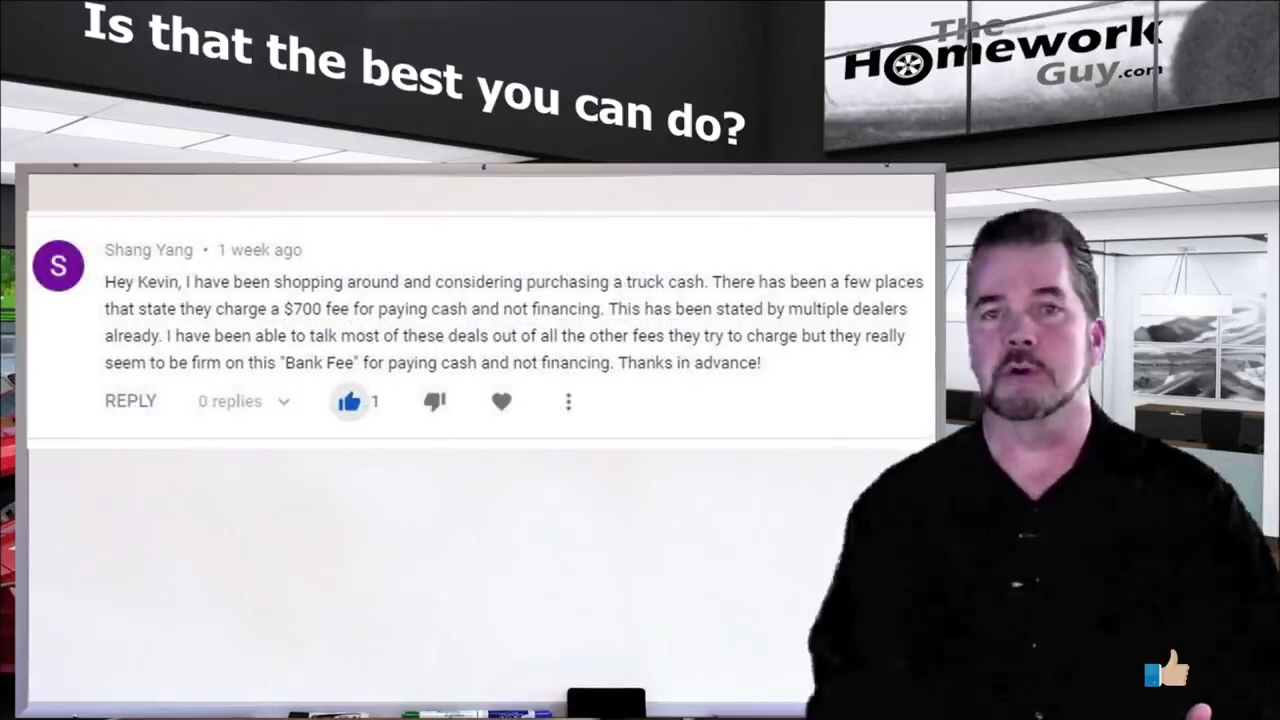 Is that the best you can do?
The
Homework
Guy.com
S
Shang Yang • 1 week ago
Hey Kevin, I have been shopping around and considering purchasing a truck cash. There has been a few places
that state they charge a $700 fee for paying cash and not financing. This has been stated by multiple dealers
already. I have been able to talk most of these deals out of all the other fees they try to charge but they really
seem to be firm on this "Bank Fee" for paying cash and not financing. Thanks in advance!
REPLY 0 replies 1